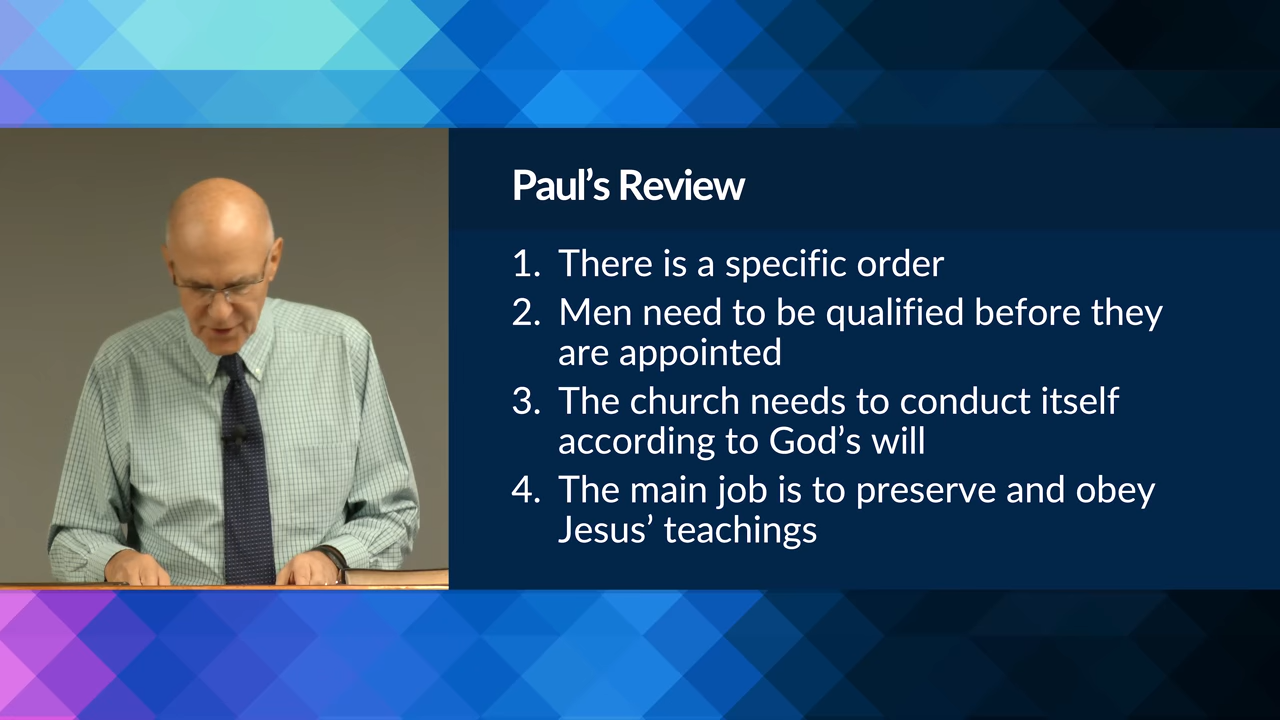 Paul’s Review
1. There is a specific order
2. Men need to be qualified before they
are appointed
3. The church needs to conduct itself
according to God’s will
4. The main job is to preserve and obey
Jesus’ teachings